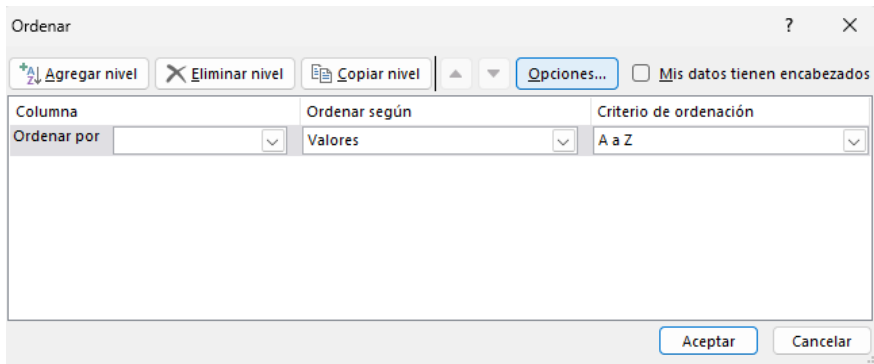 Ordenar ?
Agregar nivel Eliminar nivel Copiar nivel Opciones... Mis datos tienen encabezados
Columna Ordenar según Criterio de ordenación
Ordenar por Valores A a Z
Aceptar Cancelar